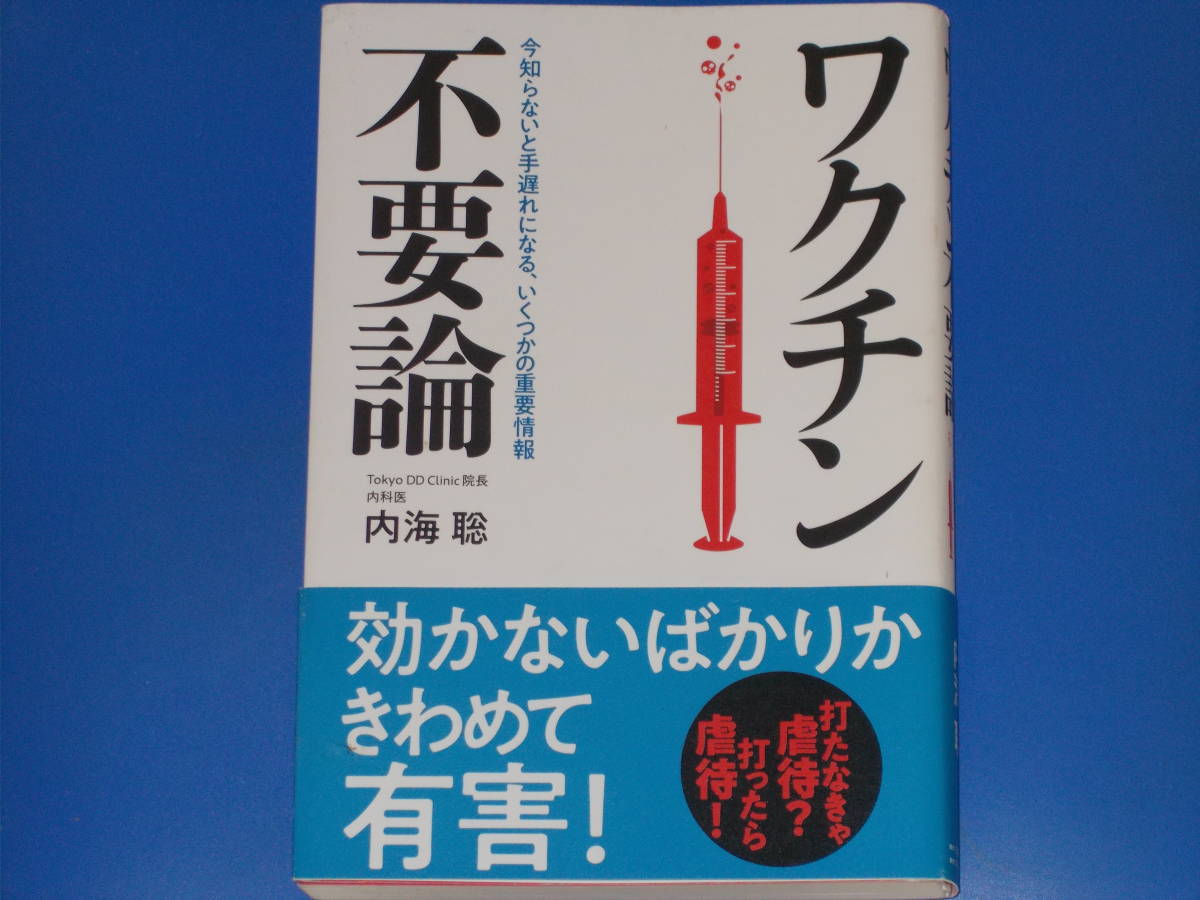 ワクチン
不要論
今知らないと手遅れになる、いくつかの重要情報
Tokyo DD Clinic 院長
内科医
内海 聡
効かないばかりか
きわめて
有害！
打たなきゃ
虐待？
打ったら
虐待！